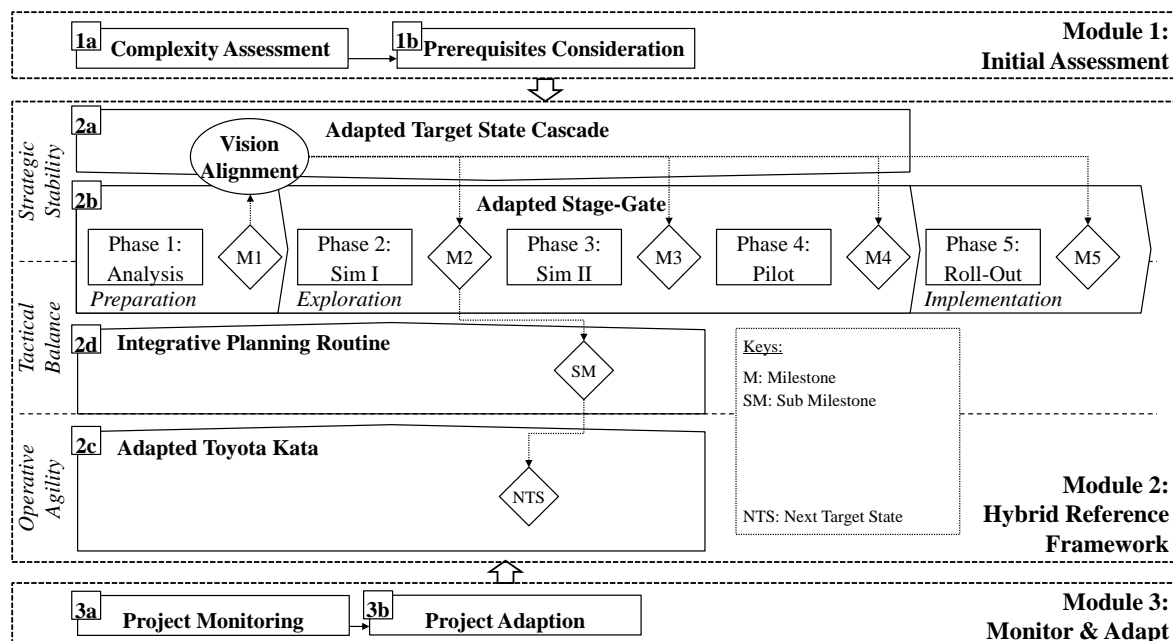 1a
Complexity Assessment
1b
Prerequisites Consideration
Module 1:
Initial Assessment
Strategic
Stability
Tactical
Balance
Operative
Agility
2a
Adapted Target State Cascade
Vision
Alignment
2b
Adapted Stage-Gate
Phase 1:
Analysis
M1
Phase 2:
Sim I
M2
Phase 3:
Sim II
M3
Phase 4:
Pilot
M4
Phase 5:
Roll-Out
M5
Preparation
Exploration
Implementation
2d
Integrative Planning Routine
SM
Keys:
M: Milestone
SM: Sub Milestone
NTS: Next Target State
2c
Adapted Toyota Kata
NTS
Module 2:
Hybrid Reference
Framework
3a
Project Monitoring
3b
Project Adaption
Module 3:
Monitor & Adapt